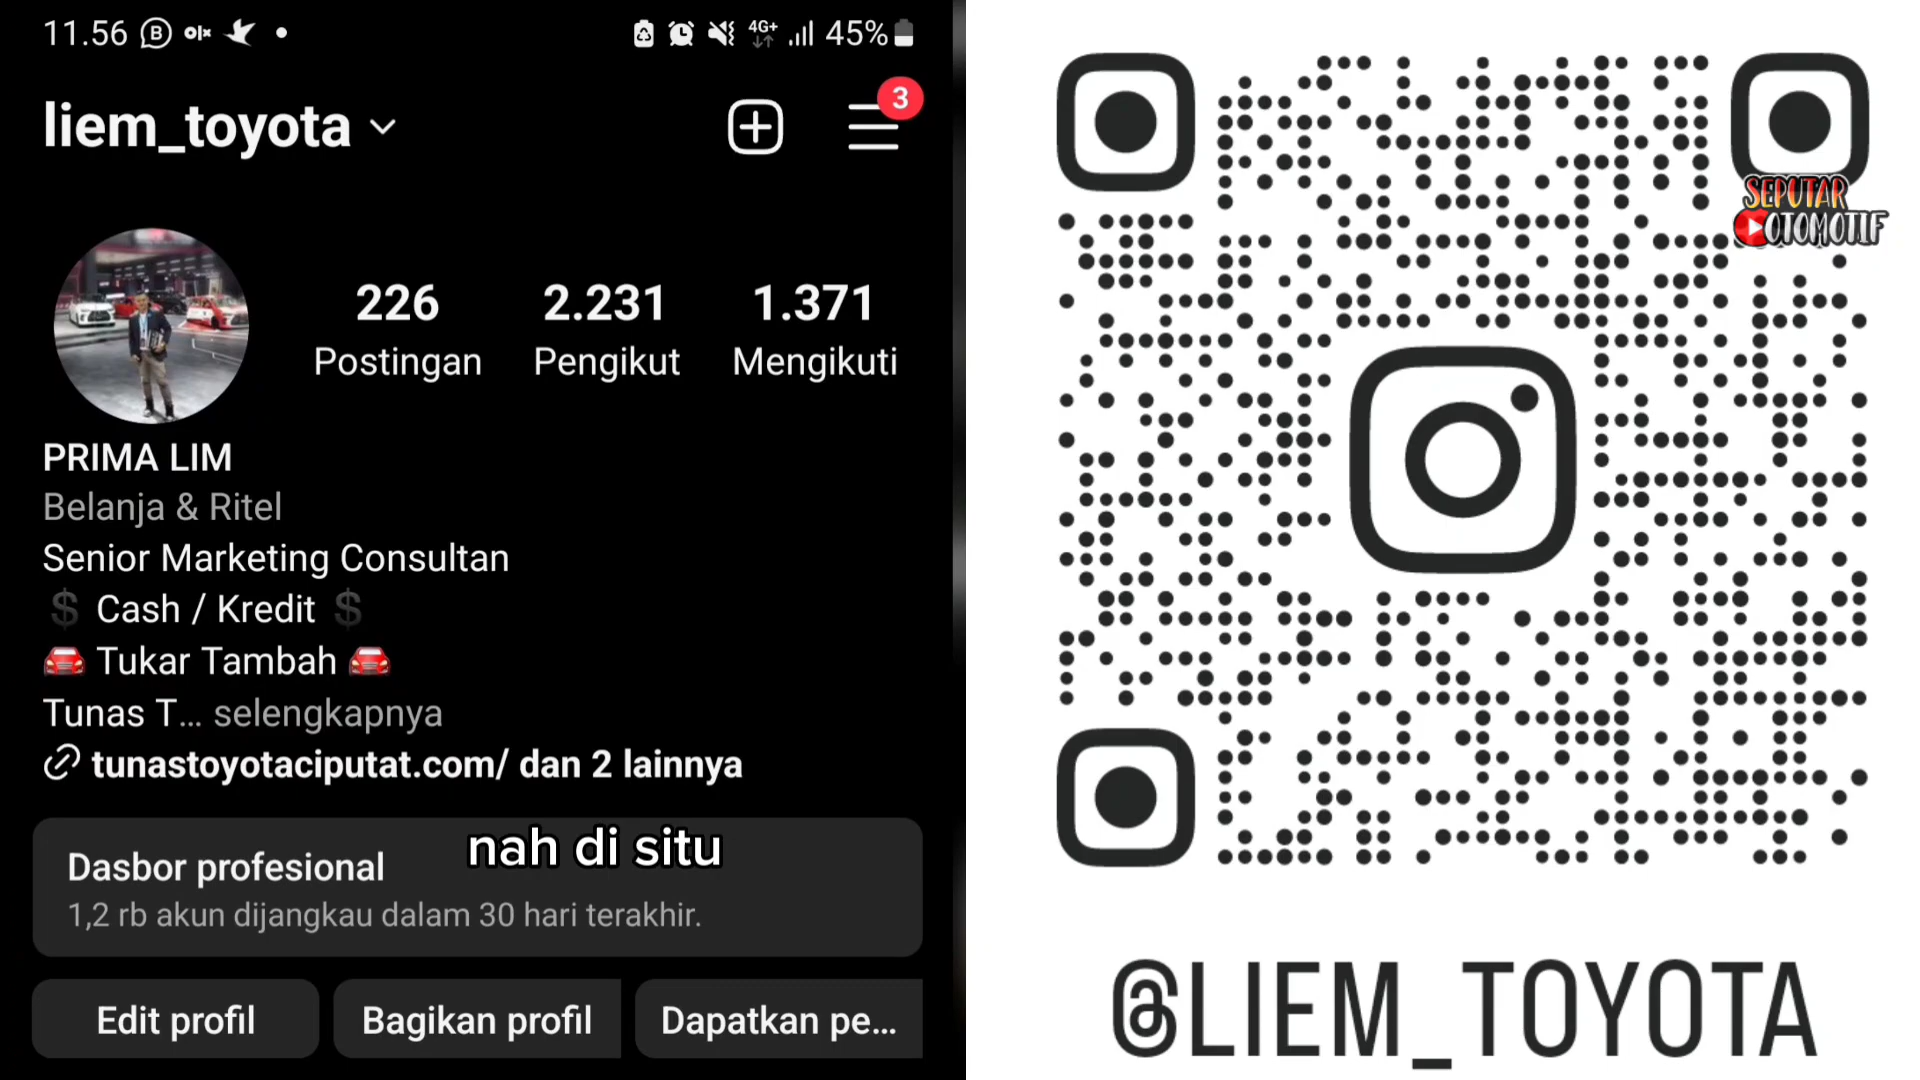 11.56
olx
4G+
45%
liem_toyota
3
226
2.231
1.371
Postingan
Pengikut
Mengikuti
PRIMA LIM
Belanja & Ritel
Senior Marketing Consultan
$ Cash / Kredit $
🚘 Tukar Tambah 🚘
Tunas T... selengkapnya
tunastoyotaciputat.com/ dan 2 lainnya
nah di situ
Dasbor profesional
1,2 rb akun dijangkau dalam 30 hari terakhir.
Edit profil
Bagikan profil
Dapatkan pe...
SEPUTAR
OTOMOTIF
@LIEM_TOYOTA